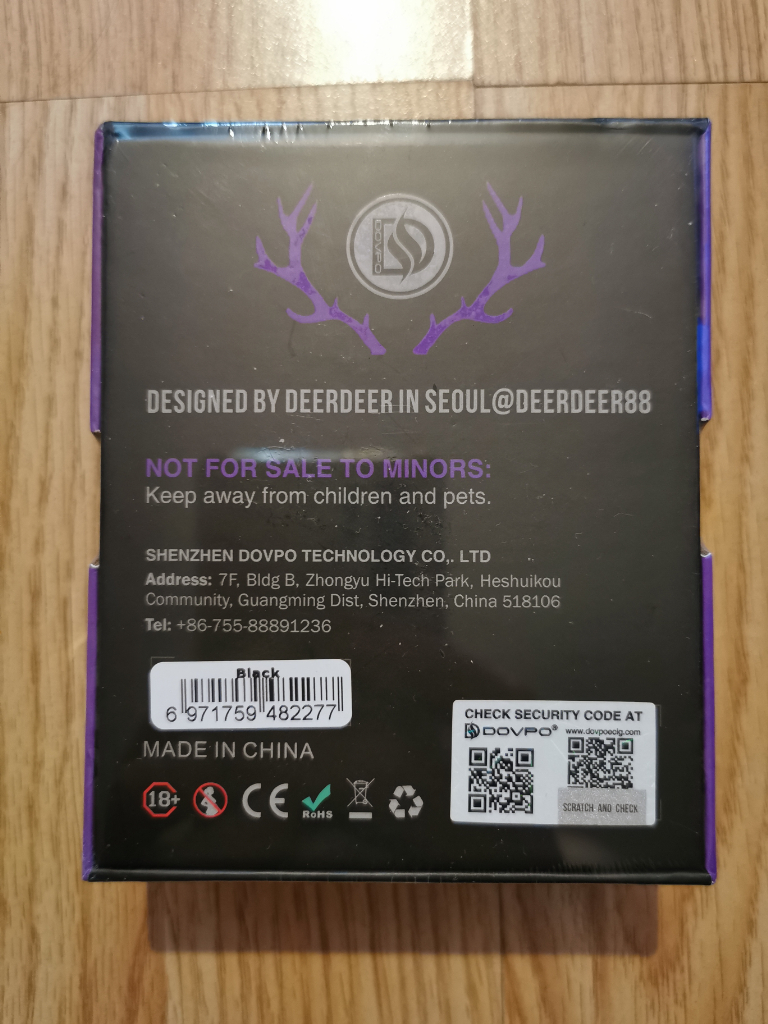 DOVPO
DESIGNED BY DEERDEER IN SEOUL@DEERDEER88
NOT FOR SALE TO MINORS:
Keep away from children and pets.
SHENZHEN DOVPO TECHNOLOGY CO,. LTD
Address: 7F, Bldg B, Zhongyu Hi-Tech Park, Heshuikou
Community, Guangming Dist, Shenzhen, China 518106
Tel: +86-755-88891236
Black
6 971759 482277
MADE IN CHINA
18+
CE
RoHS
CHECK SECURITY CODE AT
DOVPO® www.dovpoecig.com
SCRATCH AND CHECK